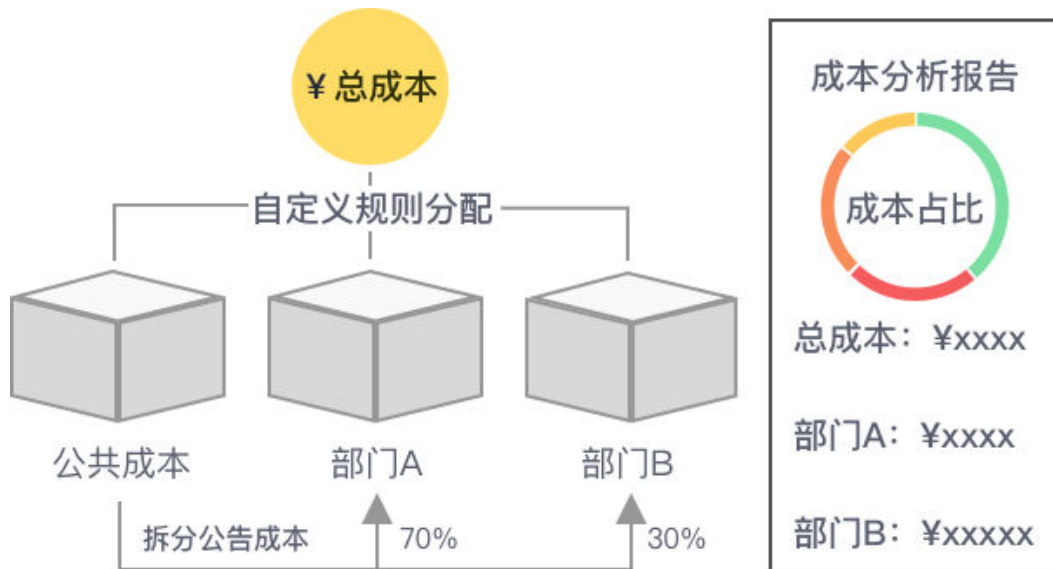 ¥ 总成本
自定义规则分配
公共成本
部门A
部门B
拆分公告成本
70%
30%
成本分析报告
成本占比
总成本：¥xxxx
部门A：¥xxxx
部门B：¥xxxxx